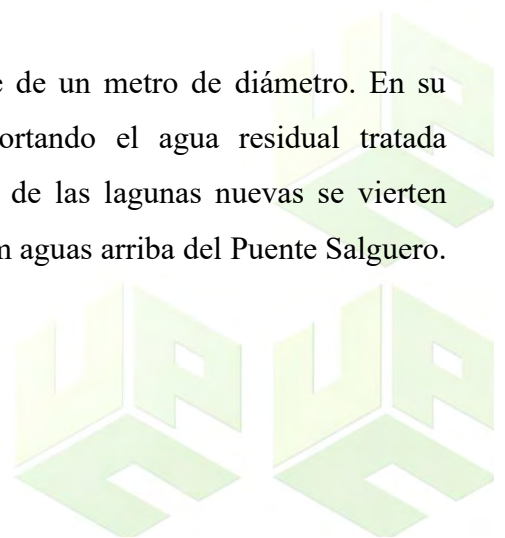 de un metro de diámetro. En su
el agua residual tratada
de las lagunas nuevas se vierten
aguas arriba del Puente Salguero.